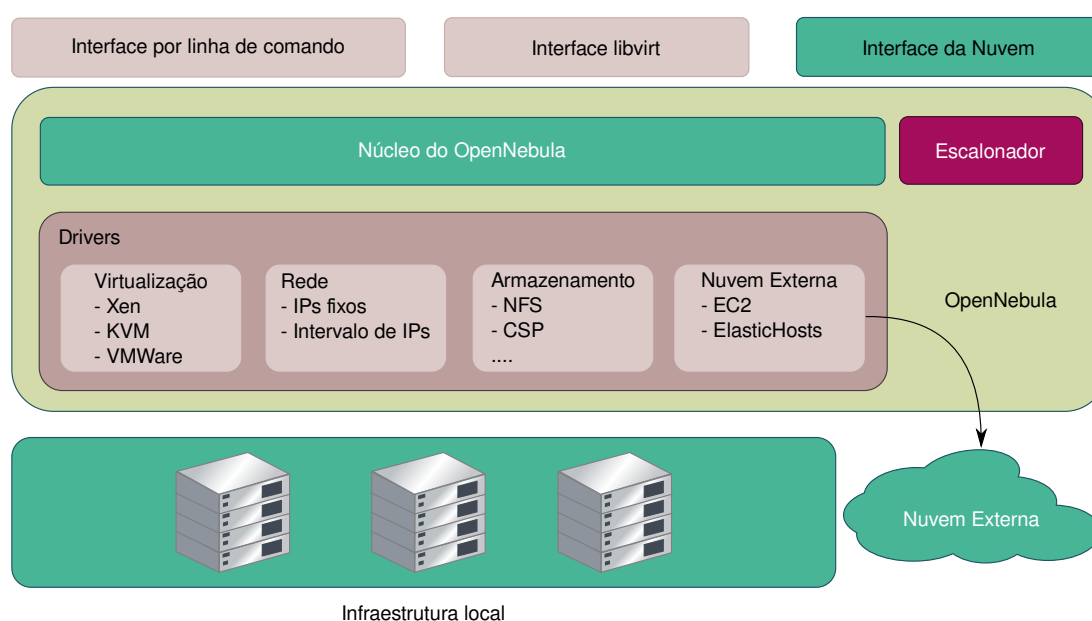 Interface por linha de comando
Interface libvirt
Interface da Nuvem
Núcleo do OpenNebula
Escalonador
Drivers
Virtualização
- Xen
- KVM
- VMWare
Rede
- IPs fixos
- Intervalo de IPs
Armazenamento
- NFS
- CSP
....
Nuvem Externa
- EC2
- ElasticHosts
OpenNebula
Nuvem Externa
Infraestrutura local